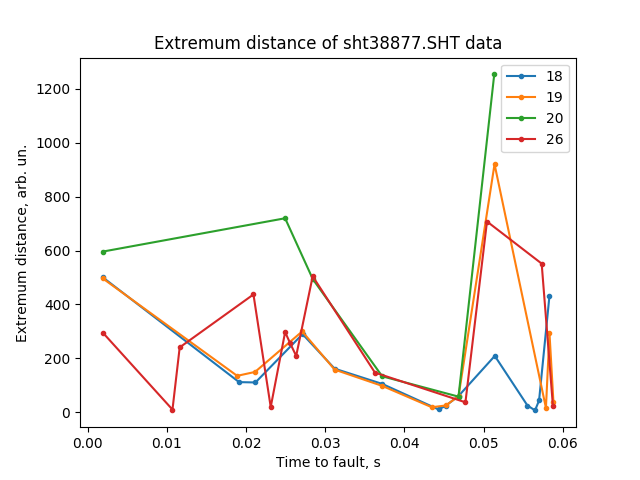 Extremum distance of sht38877.SHT data
18
19
20
26
Extremum distance, arb. un.
1200
1000
800
600
400
200
0
0.00 0.01 0.02 0.03 0.04 0.05 0.06
Time to fault, s